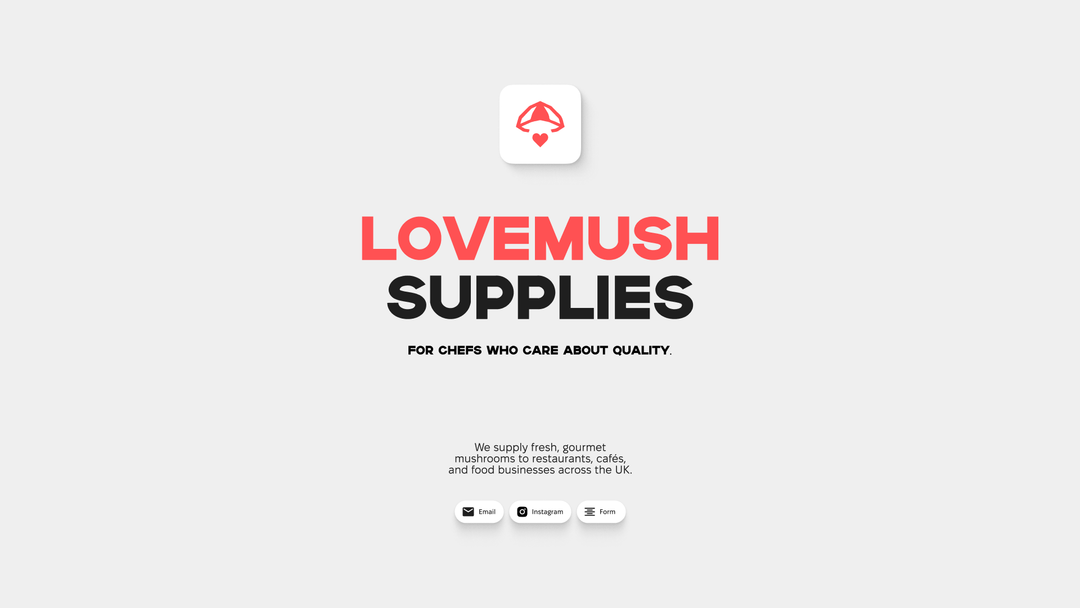 LOVEMUSH
SUPPLIES
FOR CHEFS WHO CARE ABOUT QUALITY.
We supply fresh, gourmet
mushrooms to restaurants, cafés,
and food businesses across the UK.
Email
Instagram
Form